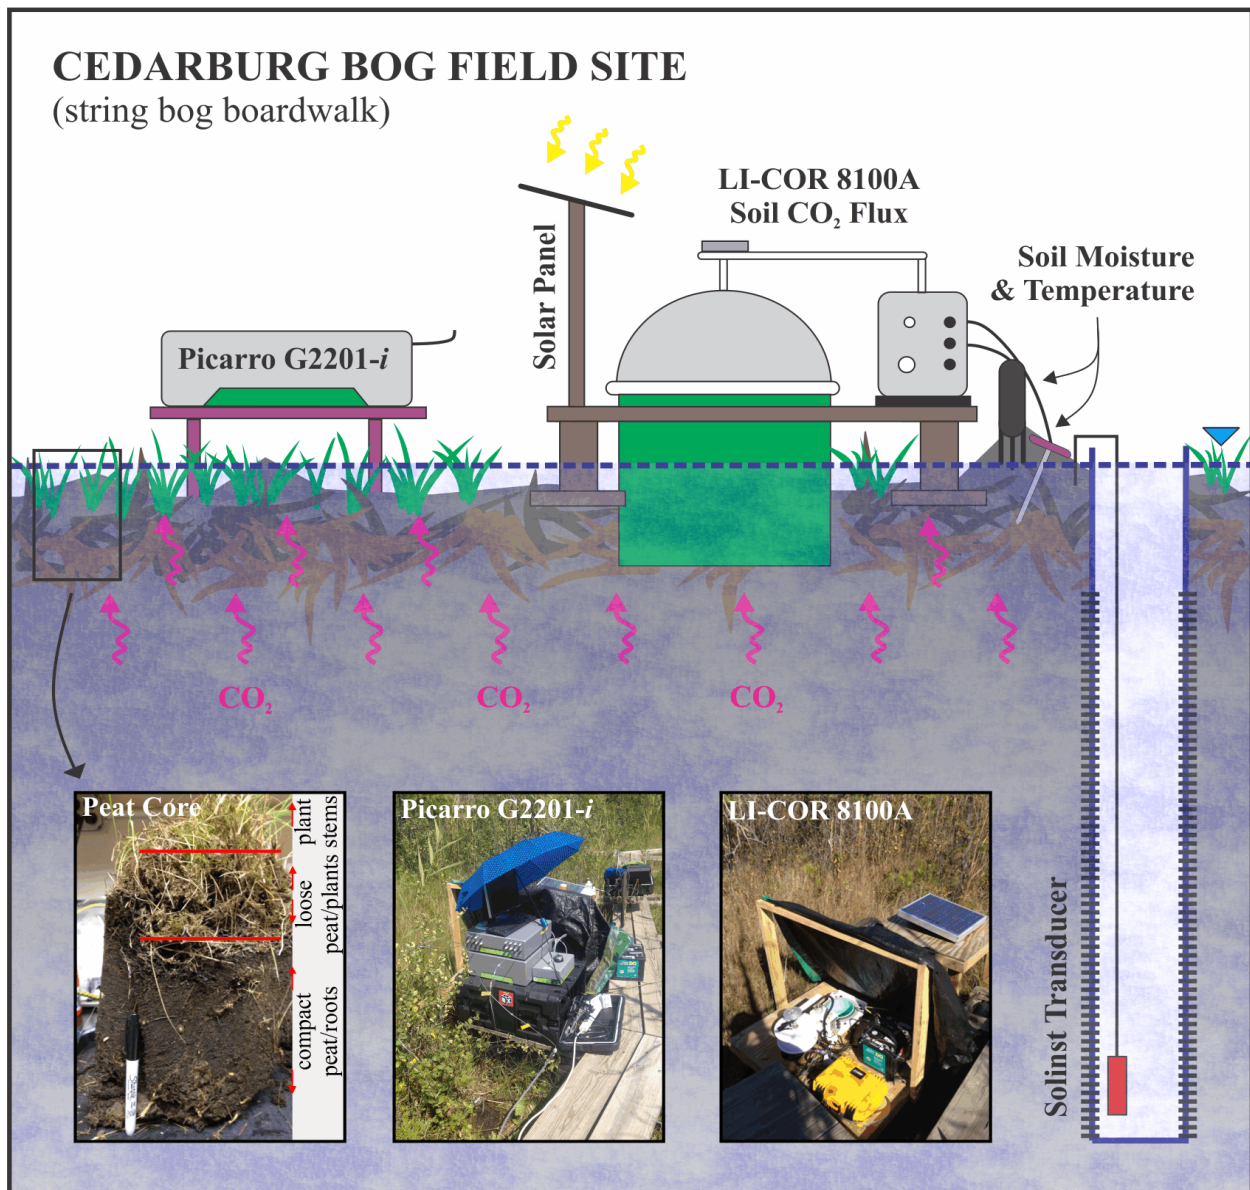 CEDARBURG BOG FIELD SITE
(string bog boardwalk)
LI-COR 8100A
Soil CO₂ Flux
Soil Moisture
& Temperature
Solar Panel
Picarro G2201-i
CO₂
CO₂
CO₂
Peat Core
plant
stems
loose
peat/plants
compact
peat/roots
Picarro G2201-i
LI-COR 8100A
Solinst Transducer